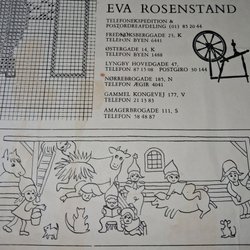 EVA ROSENSTAND
TELEFONEKSPEDITION &
POSTORDREAFDELING (01) 85 20 44
FREDERIKSBERGGADE 23, K
TELEFON BYEN 6441
ØSTERGADE 14, K
TELEFON BYEN 1488
LYNGBY HOVEDGADE 47,
TELEFON 87 15 08 POSTGIRO 50 144
NØRREBROGADE 185, N
TELEFON ÆGIR 4041
GAMMEL KONGEVEJ 177, V
TELEFON 21 15 83
AMAGERBROGADE 111, S
TELEFON 58 48 87